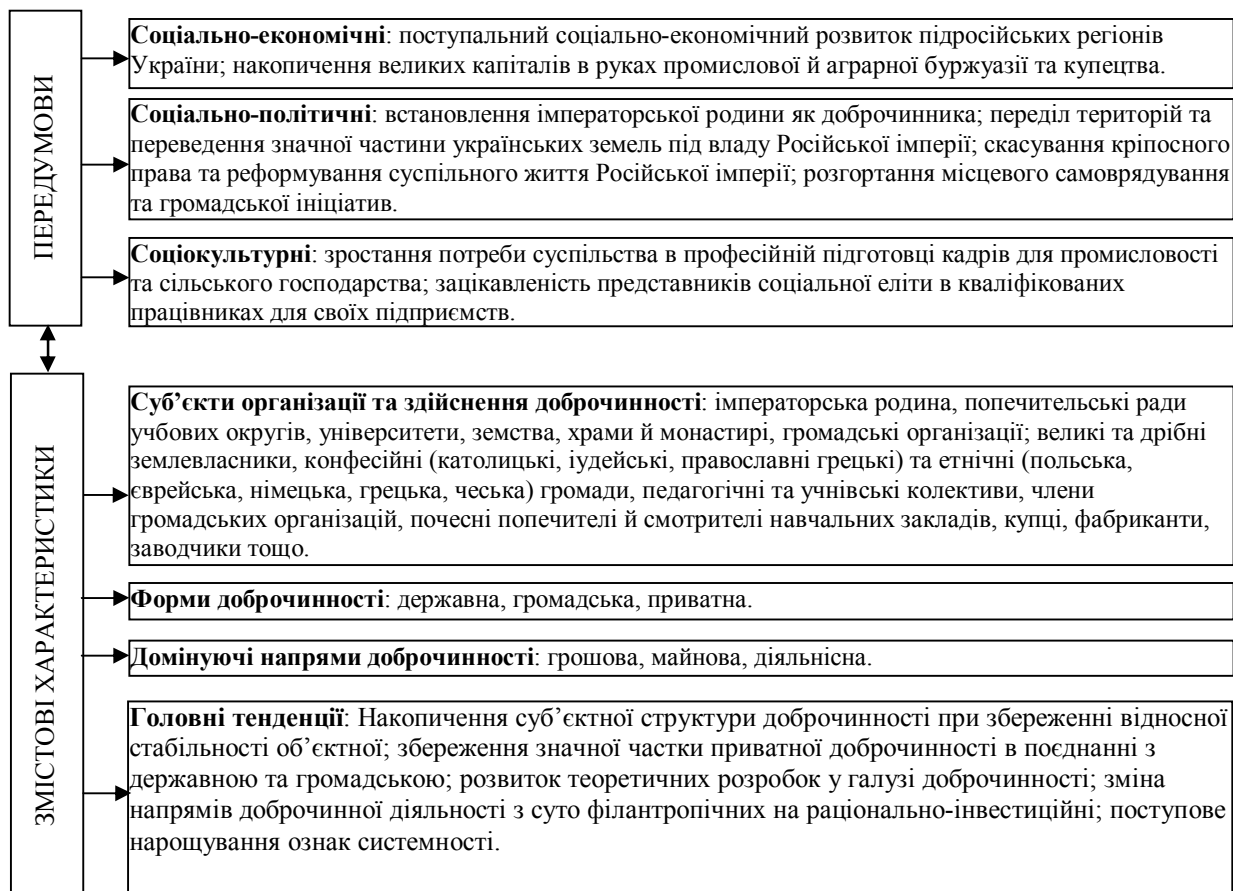 ПЕРЕДУМОВИ
Соціально-економічні: поступальний соціально-економічний розвиток підросійських регіонів
України; накопичення великих капіталів в руках промислової й аграрної буржуазії та купецтва.
Соціально-політичні: встановлення імператорської родини як доброчинника; переділ територій та
переведення значної частини українських земель під владу Російської імперії; скасування кріпосного
права та реформування суспільного життя Російської імперії; розгортання місцевого самоврядування
та громадської ініціатив.
Соціокультурні: зростання потреби суспільства в професійній підготовці кадрів для промисловості
та сільського господарства; зацікавленість представників соціальної еліти в кваліфікованих
працівниках для своїх підприємств.
ЗМІСТОВІ ХАРАКТЕРИСТИКИ
Суб’єкти організації та здійснення доброчинності: імператорська родина, попечительські ради
учбових округів, університети, земства, храми й монастирі, громадські організації; великі та дрібні
землевласники, конфесійні (католицькі, іудейські, православні грецькі) та етнічні (польська,
єврейська, німецька, грецька, чеська) громади, педагогічні та учнівські колективи, члени
громадських організацій, почесні попечителі й смотрителі навчальних закладів, купці, фабриканти,
заводчики тощо.
Форми доброчинності: державна, громадська, приватна.
Домінуючі напрями доброчинності: грошова, майнова, діяльнісна.
Головні тенденції: Накопичення суб’єктної структури доброчинності при збереженні відносної
стабільності об’єктної; збереження значної частки приватної доброчинності в поєднанні з
державною та громадською; розвиток теоретичних розробок у галузі доброчинності; зміна
напрямів доброчинної діяльності з суто філантропічних на раціонально-інвестиційні; поступове
нарощування ознак системності.